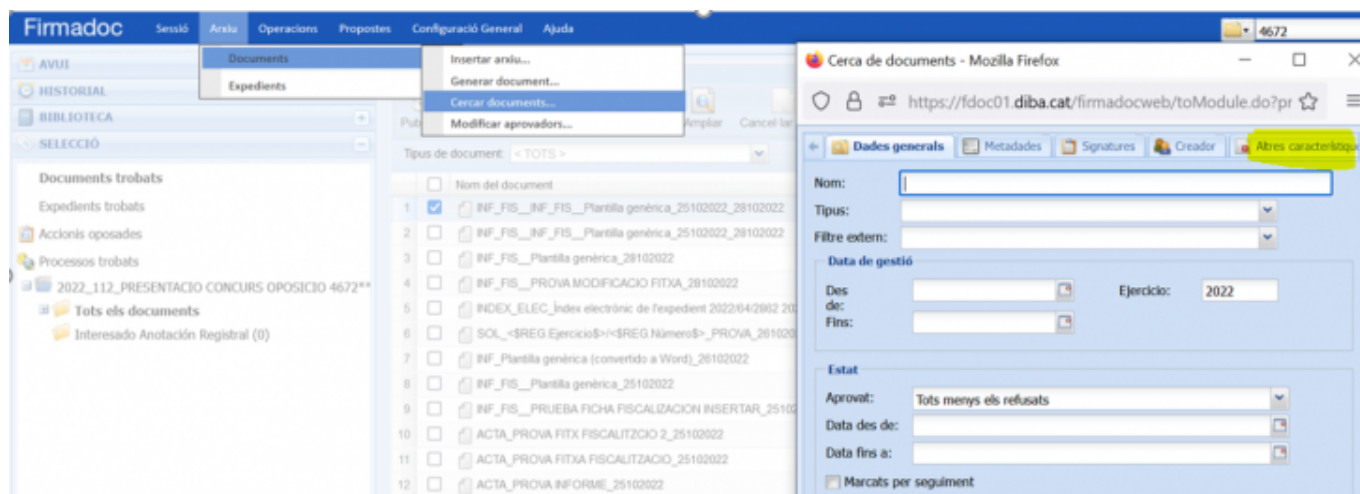 Firmadoc Sessió Arxiu Operacions Propostes Configuració General Ajuda 4672
AVUI
HISTORIAL
BIBLIOTECA
SELECCIÓ
Documents trobats
Expedients trobats
Accionis oposades
Processos trobats
2022_112_PRESENTACIO CONCURS OPOSICIO 4672**
Tots els documents
Interesado Anotación Registral (0)
Documents
Expedients
Insertar arxiu...
Generar document...
Cercar documents...
Modificar aprovadors...
Ampliar
Tipus de document: < TOTS >
Nom del document
1 INF_FIS__INF_FIS__Plantilla genèrica_25102022_28102022
2 INF_FIS__INF_FIS__Plantilla genèrica_25102022_28102022
3 INF_FIS__Plantilla genèrica_28102022
4 INF_FIS__PROVA MODIFICACIO FITXA_28102022
5 INDEX_ELEC_Índex electrònic de l'expedient 2022/64/2862
6 SOL_<$REG.Ejercicio$>/<$REG.Número$>_PROVA_261020
7 INF_Plantilla genèrica (convertido a Word)_26102022
8 INF_FIS__Plantilla genèrica_25102022
9 INF_FIS__PRUEBA FICHA FISCALIZACION INSERTAR_2510
10 ACTA_PROVA FITX FISCALITZCIO 2_25102022
11 ACTA_PROVA FITXA FISCALITZACIO_25102022
12 ACTA_PROVA INFORME_25102022
Cerca de documents - Mozilla Firefox
https://fdoc01.diba.cat/firmadocweb/toModule.do?pr
Dades generals Metadades Signatures Creador Altres característique
Nom:
Tipus:
Filtre extern:
Data de gestió
Des de: Ejercicio: 2022
Fins:
Estat
Aprovat: Tots menys els refusats
Data des de:
Data fins a:
Marcats per seguiment